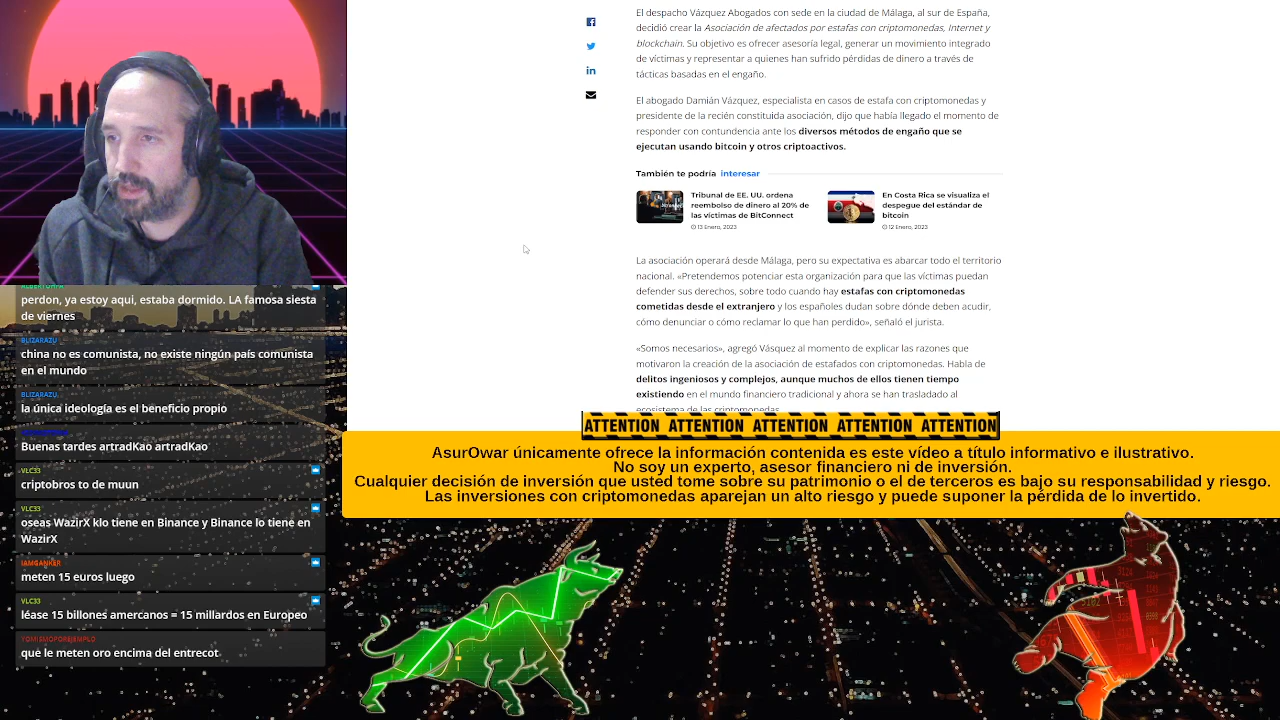 El despacho Vázquez Abogados con sede en la ciudad de Málaga, al sur de España,
decidió crear la Asociación de afectados por estafas con criptomonedas, Internet y
blockchain. Su objetivo es ofrecer asesoría legal, generar un movimiento integrado
de víctimas y representar a quienes han sufrido pérdidas de dinero a través de
tácticas basadas en el engaño.
El abogado Damián Vázquez, especialista en casos de estafa con criptomonedas y
presidente de la recién constituida asociación, dijo que había llegado el momento de
responder con contundencia ante los diversos métodos de engaño que se
ejecutan usando bitcoin y otros criptoactivos.
También te podría interesar
Tribunal de EE. UU. ordena
reembolso de dinero al 20% de
las víctimas de BitConnect
13 Enero, 2023
En Costa Rica se visualiza el
despegue del estándar de
bitcoin
12 Enero, 2023
La asociación operará desde Málaga, pero su expectativa es abarcar todo el territorio
nacional. «Pretendemos potenciar esta organización para que las víctimas puedan
defender sus derechos, sobre todo cuando hay estafas con criptomonedas
cometidas desde el extranjero y los españoles dudan sobre dónde deben acudir,
cómo denunciar o cómo reclamar lo que han perdido», señaló el jurista.
«Somos necesarios», agregó Vásquez al momento de explicar las razones que
motivaron la creación de la asociación de estafados con criptomonedas. Habla de
delitos ingeniosos y complejos, aunque muchos de ellos tienen tiempo
existiendo en el mundo financiero tradicional y ahora se han trasladado al
ecosistema de las criptomonedas.
perdon, ya estoy aqui, estaba dormido. LA famosa siesta
de viernes
BLIZARAZU
china no es comunista, no existe ningún país comunista
en el mundo
BLIZARAZU
la única ideología es el beneficio propio
Buenas tardes artradKao artradKao
VLC33
criptobros to de muun
VLC33
oseas WazirX klo tiene en Binance y Binance lo tiene en
WazirX
IAMGANKER
meten 15 euros luego
VLC33
léase 15 billones amercanos = 15 millardos en Europeo
YOMISMOPOREJEMPLO
que le meten oro encima del entrecot
ATTENTION ATTENTION ATTENTION ATTENTION ATTENTION
AsurOwar únicamente ofrece la información contenida es este vídeo a título informativo e ilustrativo.
No soy un experto, asesor financiero ni de inversión.
Cualquier decisión de inversión que usted tome sobre su patrimonio o el de terceros es bajo su responsabilidad y riesgo.
Las inversiones con criptomonedas aparejan un alto riesgo y puede suponer la pérdida de lo invertido.